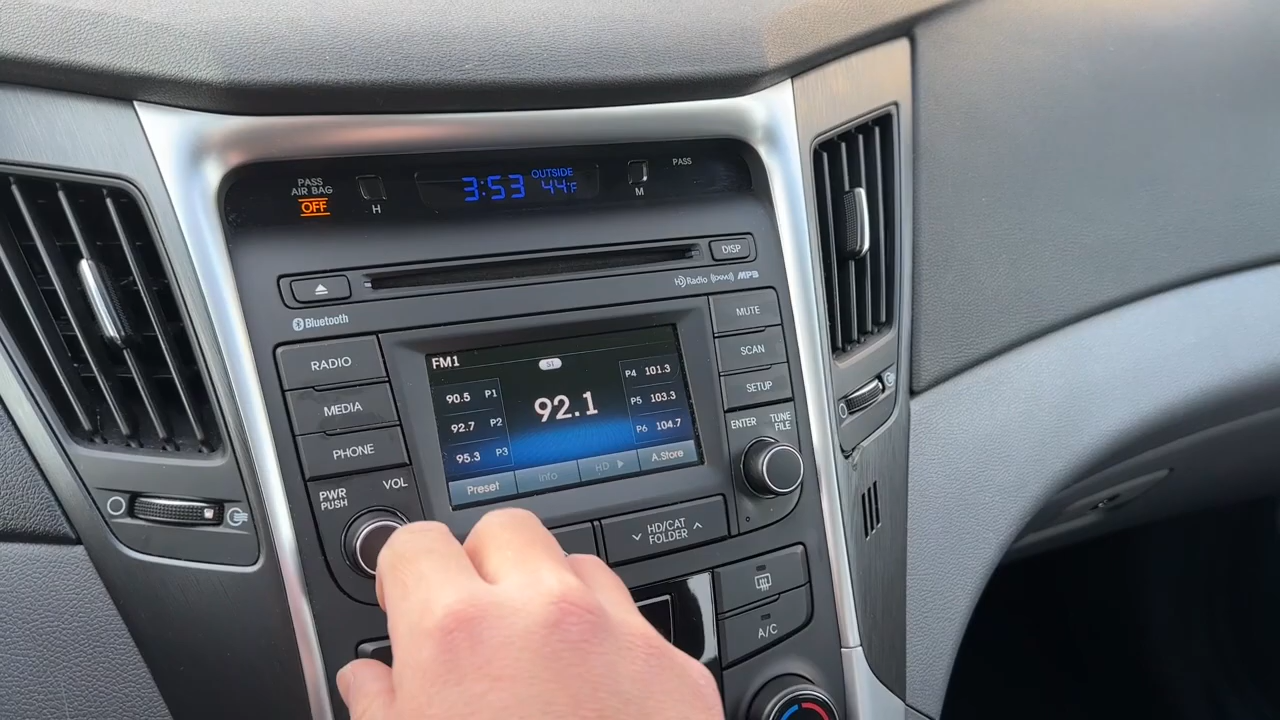 PASS
AIR BAG
OFF
H
3:53
OUTSIDE
44°F
M
PASS
DISP
HD Radio (XM) MP3
Bluetooth
RADIO
MEDIA
PHONE
PWR
PUSH
VOL
FM1
ST
90.5 P1
92.7 P2
95.3 P3
92.1
P4 101.3
P5 103.3
P6 104.7
Preset
Info
HD
A.Store
MUTE
SCAN
SETUP
ENTER
TUNE
FILE
HD/CAT
FOLDER
A/C